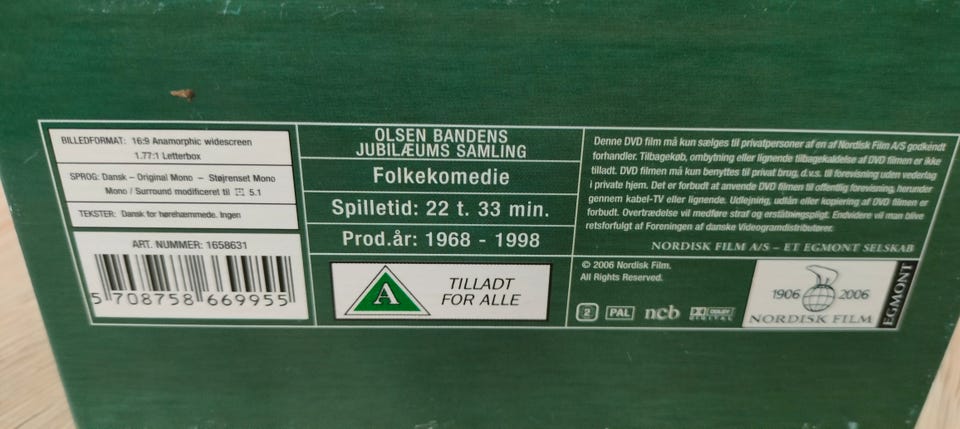 BILLEDFORMAT: 16:9 Anamorphic widescreen
1.77:1 Letterbox
SPROG: Dansk – Original Mono – Støjrenset Mono
Mono / Surround modificeret til 5.1
TEKSTER: Dansk for hørehæmmede. Ingen
ART. NUMMER: 1658631
5 708758 669955
OLSEN BANDENS
JUBILÆUMS SAMLING
Folkekomedie
Spilletid: 22 t. 33 min.
Prod.år: 1968 - 1998
A
TILLADT
FOR ALLE
Denne DVD film må kun sælges til privatpersoner af en af Nordisk Film A/S godkendt
forhandler. Tilbagekøb, ombytning eller lignende tilbagekaldelse af DVD filmen er ikke
tilladt. DVD filmen må kun benyttes til privat brug, d.v.s. til forevisning uden vederlag
i private hjem. Det er forbudt at anvende DVD filmen til offentlig forevisning, herunder
gennem kabel-TV eller lignende. Udlejning, udlån eller kopiering af DVD filmen er
forbudt. Overtrædelse vil medføre straf og erstatningspligt. Endvidere vil man blive
retsforfulgt af Foreningen af danske Videogramdistributører.
NORDISK FILM A/S – ET EGMONT SELSKAB
© 2006 Nordisk Film.
All Rights Reserved.
2 PAL ncb DOLBY
DIGITAL
1906 2006
NORDISK FILM
EGMONT